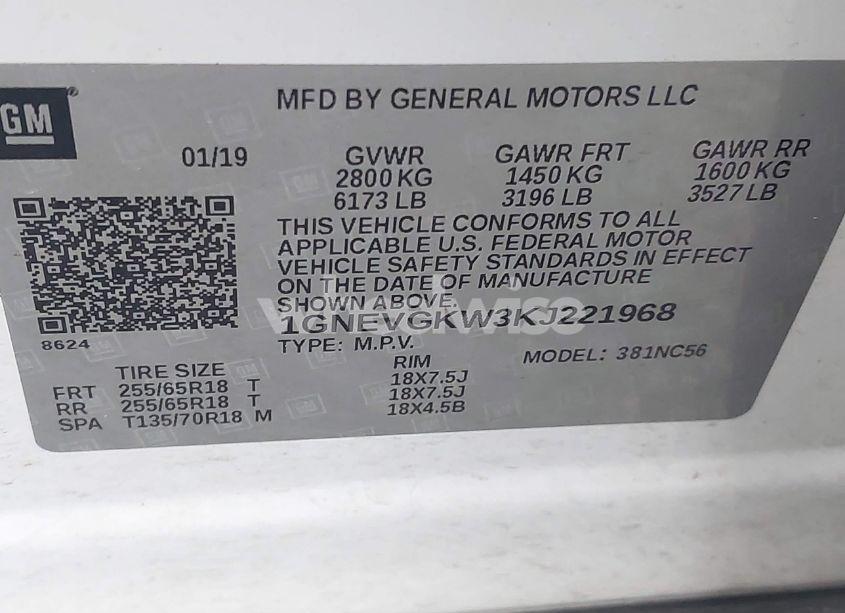 GM
MFD BY GENERAL MOTORS LLC
01/19 GVWR GAWR FRT GAWR RR
2800 KG 1450 KG 1600 KG
6173 LB 3196 LB 3527 LB
THIS VEHICLE CONFORMS TO ALL
APPLICABLE U.S. FEDERAL MOTOR
VEHICLE SAFETY STANDARDS IN EFFECT
ON THE DATE OF MANUFACTURE
SHOWN ABOVE.
1GNEVGKW3KJ221968
8624
TYPE: M.P.V. MODEL: 381NC56
TIRE SIZE RIM
FRT 255/65R18 T 18X7.5J
RR 255/65R18 T 18X7.5J
SPA T135/70R18 M 18X4.5B